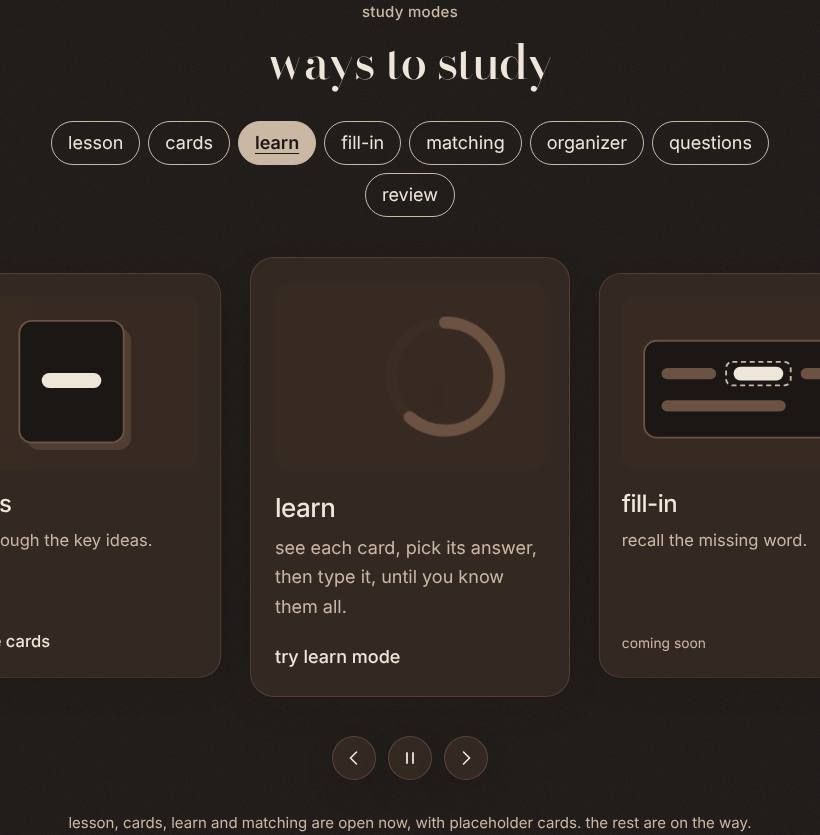 study modes
ways to study
lesson
cards
learn
fill-in
matching
organizer
questions
review
s
ough the key ideas.
cards
learn
see each card, pick its answer,
then type it, until you know
them all.
try learn mode
fill-in
recall the missing word.
coming soon
lesson, cards, learn and matching are open now, with placeholder cards. the rest are on the way.